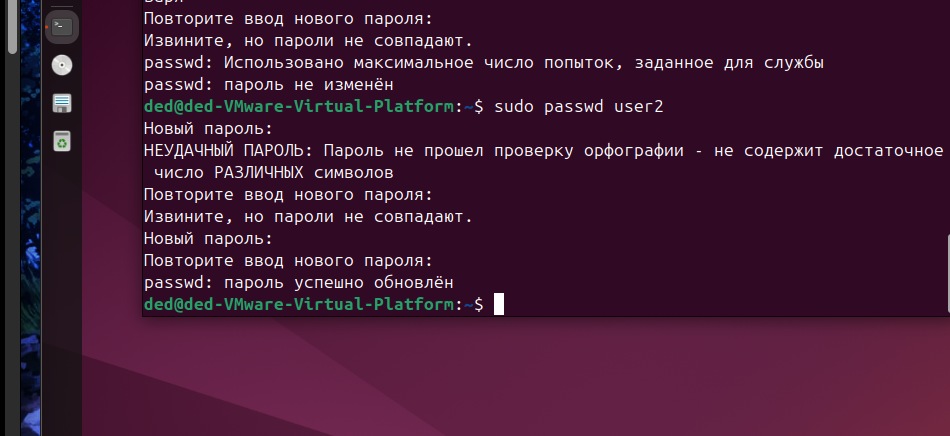 Повторите ввод нового пароля:
Извините, но пароли не совпадают.
passwd: Использовано максимальное число попыток, заданное для службы
passwd: пароль не изменён
ded@ded-VMware-Virtual-Platform:~$ sudo passwd user2
Новый пароль:
НЕУДАЧНЫЙ ПАРОЛЬ: Пароль не прошел проверку орфографии - не содержит достаточное
число РАЗЛИЧНЫХ символов
Повторите ввод нового пароля:
Извините, но пароли не совпадают.
Новый пароль:
Повторите ввод нового пароля:
passwd: пароль успешно обновлён
ded@ded-VMware-Virtual-Platform:~$